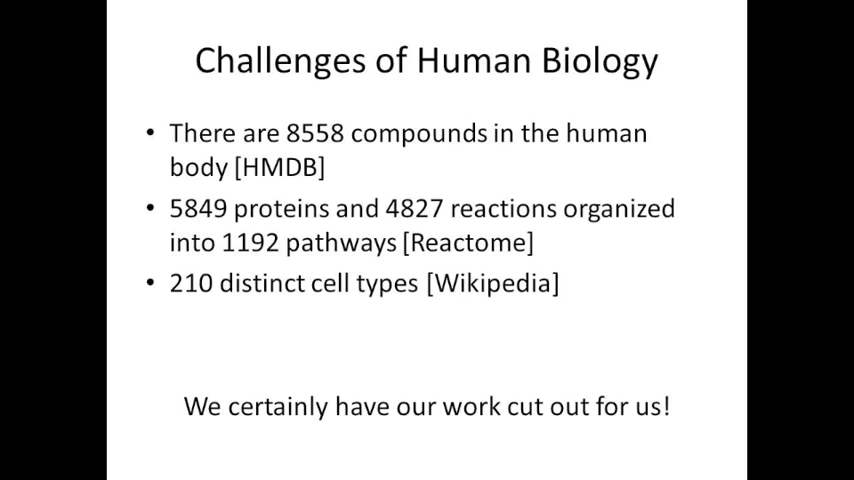 Challenges of Human Biology
• There are 8558 compounds in the human
body [HMDB]
• 5849 proteins and 4827 reactions organized
into 1192 pathways [Reactome]
• 210 distinct cell types [Wikipedia]
We certainly have our work cut out for us!